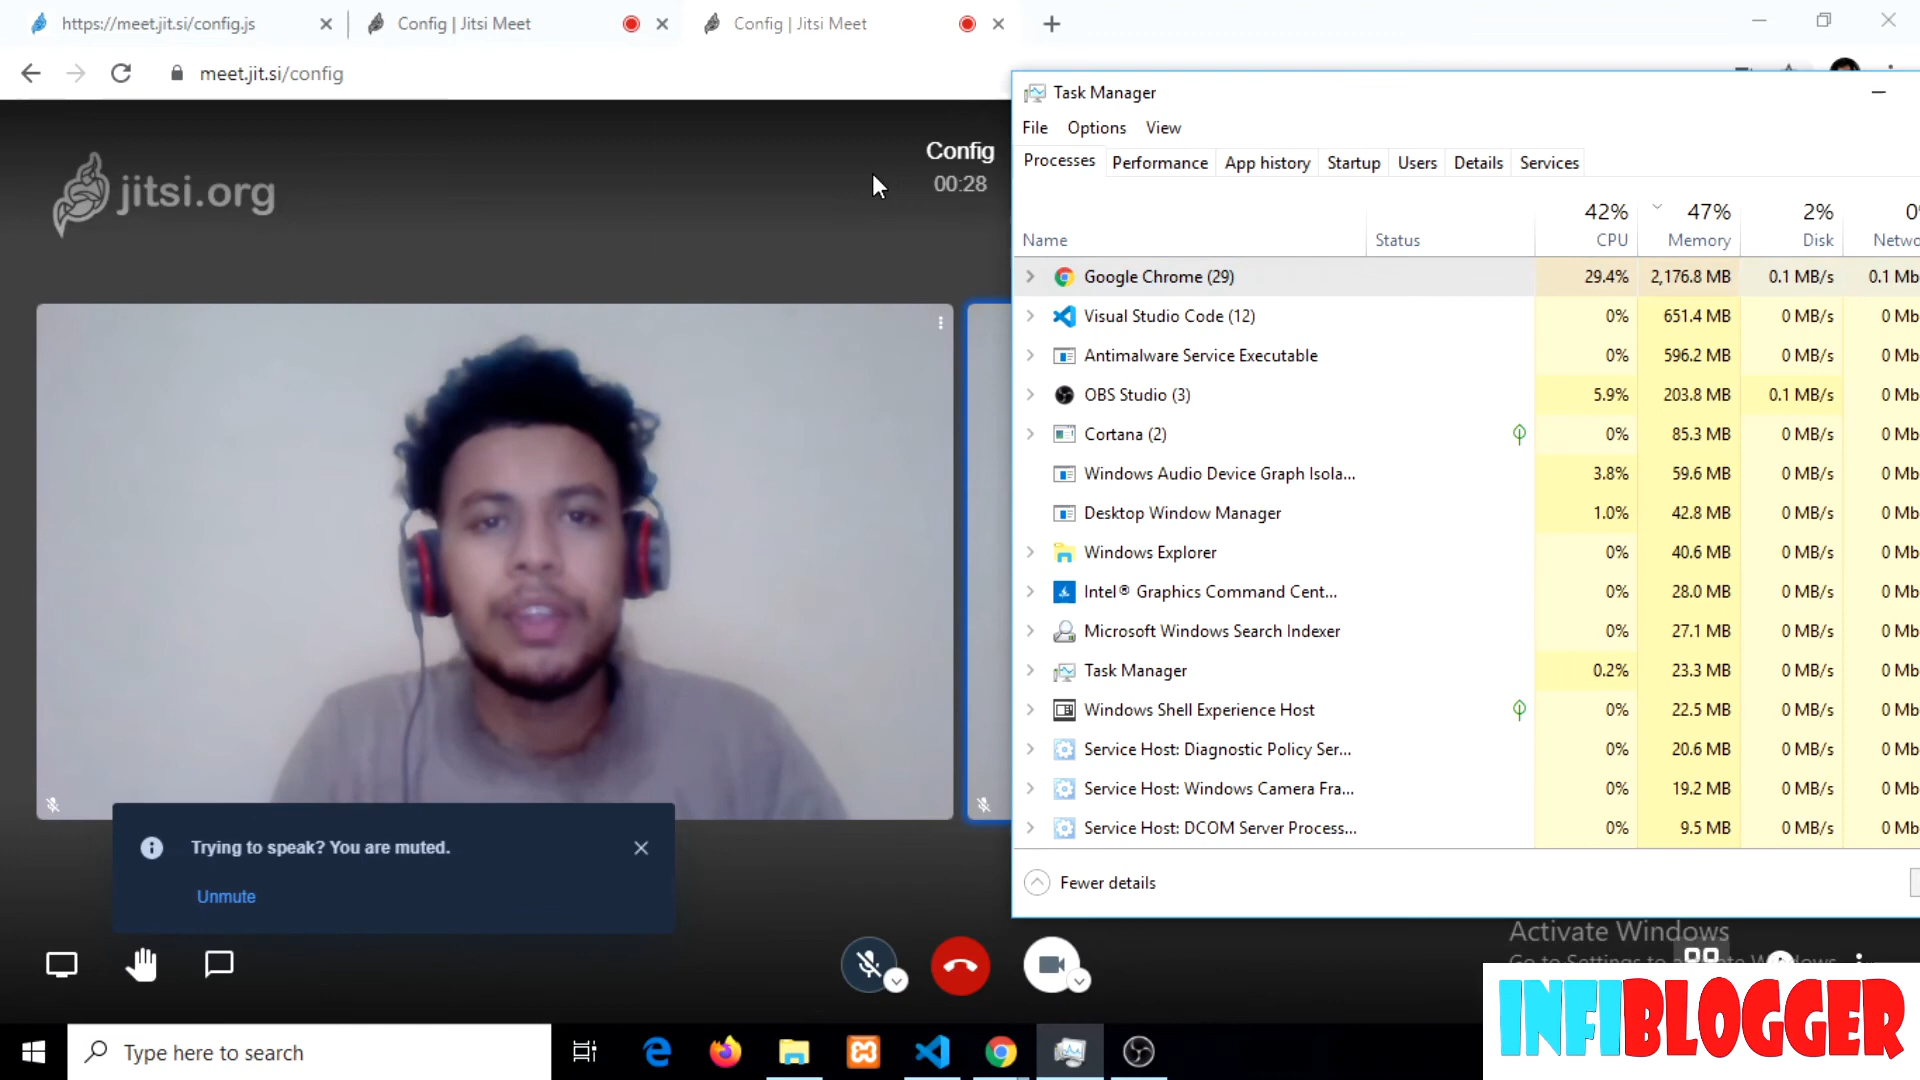 https://meet.jit.si/config.js
Config | Jitsi Meet
Config | Jitsi Meet
meet.jit.si/config
jitsi.org
Config
00:28
Trying to speak? You are muted.
Unmute
Task Manager
File Options View
Processes Performance App history Startup Users Details Services
42% 47% 2%
Name Status CPU Memory Disk
Google Chrome (29) 29.4% 2,176.8 MB 0.1 MB/s 0.1 Mb
Visual Studio Code (12) 0% 651.4 MB 0 MB/s 0 Mb
Antimalware Service Executable 0% 596.2 MB 0 MB/s 0 Mb
OBS Studio (3) 5.9% 203.8 MB 0.1 MB/s 0 Mb
Cortana (2) 0% 85.3 MB 0 MB/s 0 Mb
Windows Audio Device Graph Isola... 3.8% 59.6 MB 0 MB/s 0 Mb
Desktop Window Manager 1.0% 42.8 MB 0 MB/s 0 Mb
Windows Explorer 0% 40.6 MB 0 MB/s 0 Mb
Intel® Graphics Command Cent... 0% 28.0 MB 0 MB/s 0 Mb
Microsoft Windows Search Indexer 0% 27.1 MB 0 MB/s 0 Mb
Task Manager 0.2% 23.3 MB 0 MB/s 0 Mb
Windows Shell Experience Host 0% 22.5 MB 0 MB/s 0 Mb
Service Host: Diagnostic Policy Ser... 0% 20.6 MB 0 MB/s 0 Mb
Service Host: Windows Camera Fra... 0% 19.2 MB 0 MB/s 0 Mb
Service Host: DCOM Server Process... 0% 9.5 MB 0 MB/s 0 Mb
Fewer details
Activate Windows
Go to Settings to
INFIBLOGGER
Type here to search